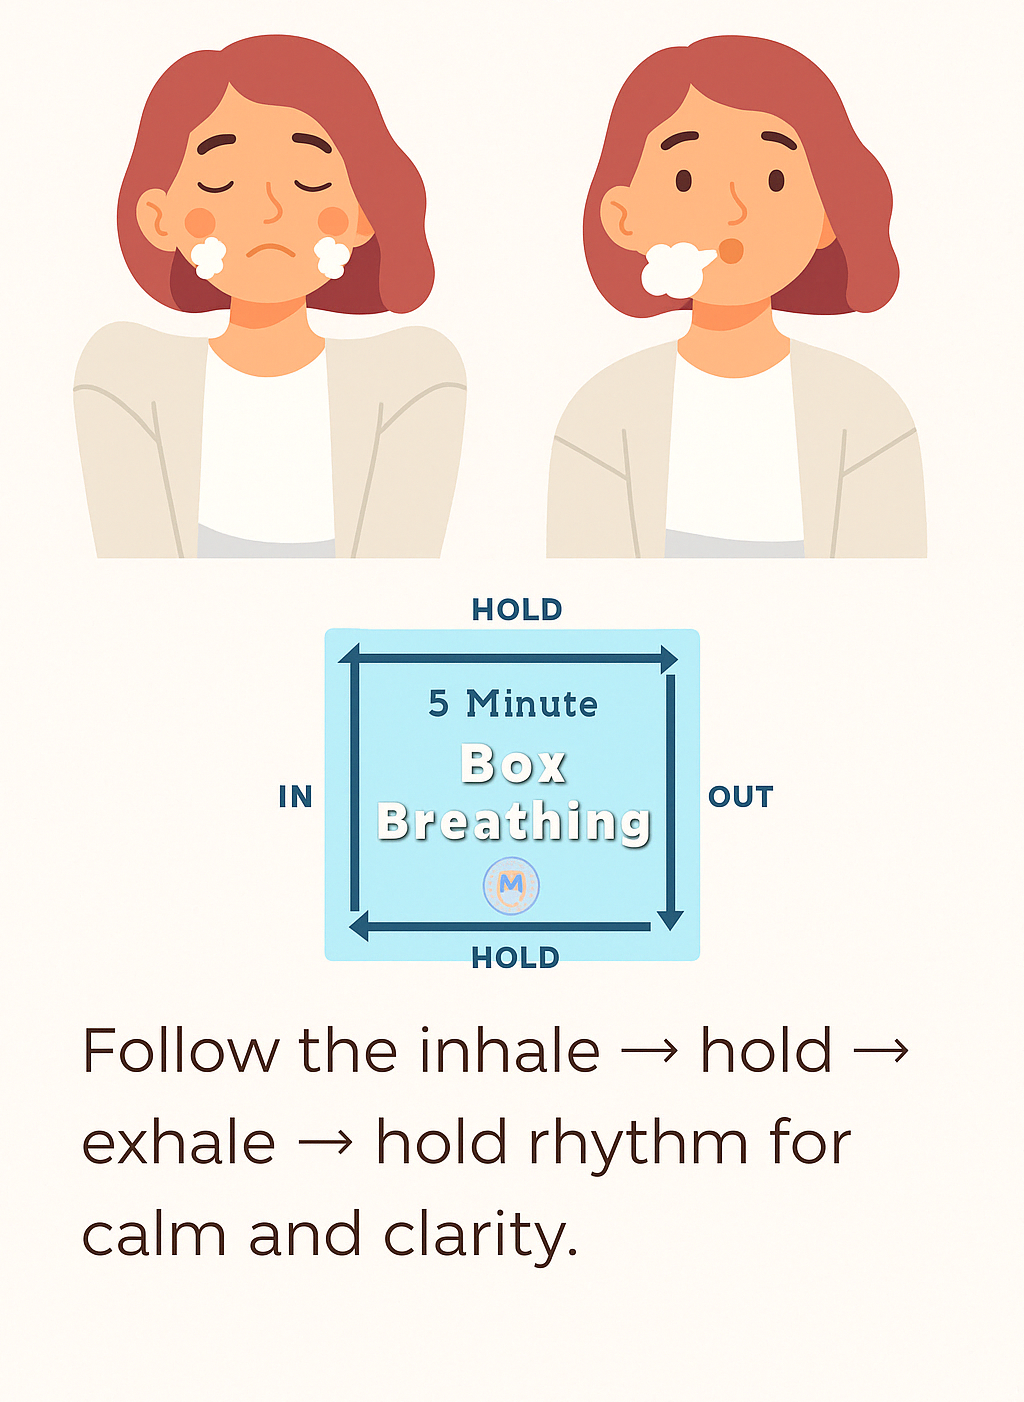 HOLD
5 Minute
Box
Breathing
IN
OUT
M
HOLD
Follow the inhale → hold →
exhale → hold rhythm for
calm and clarity.